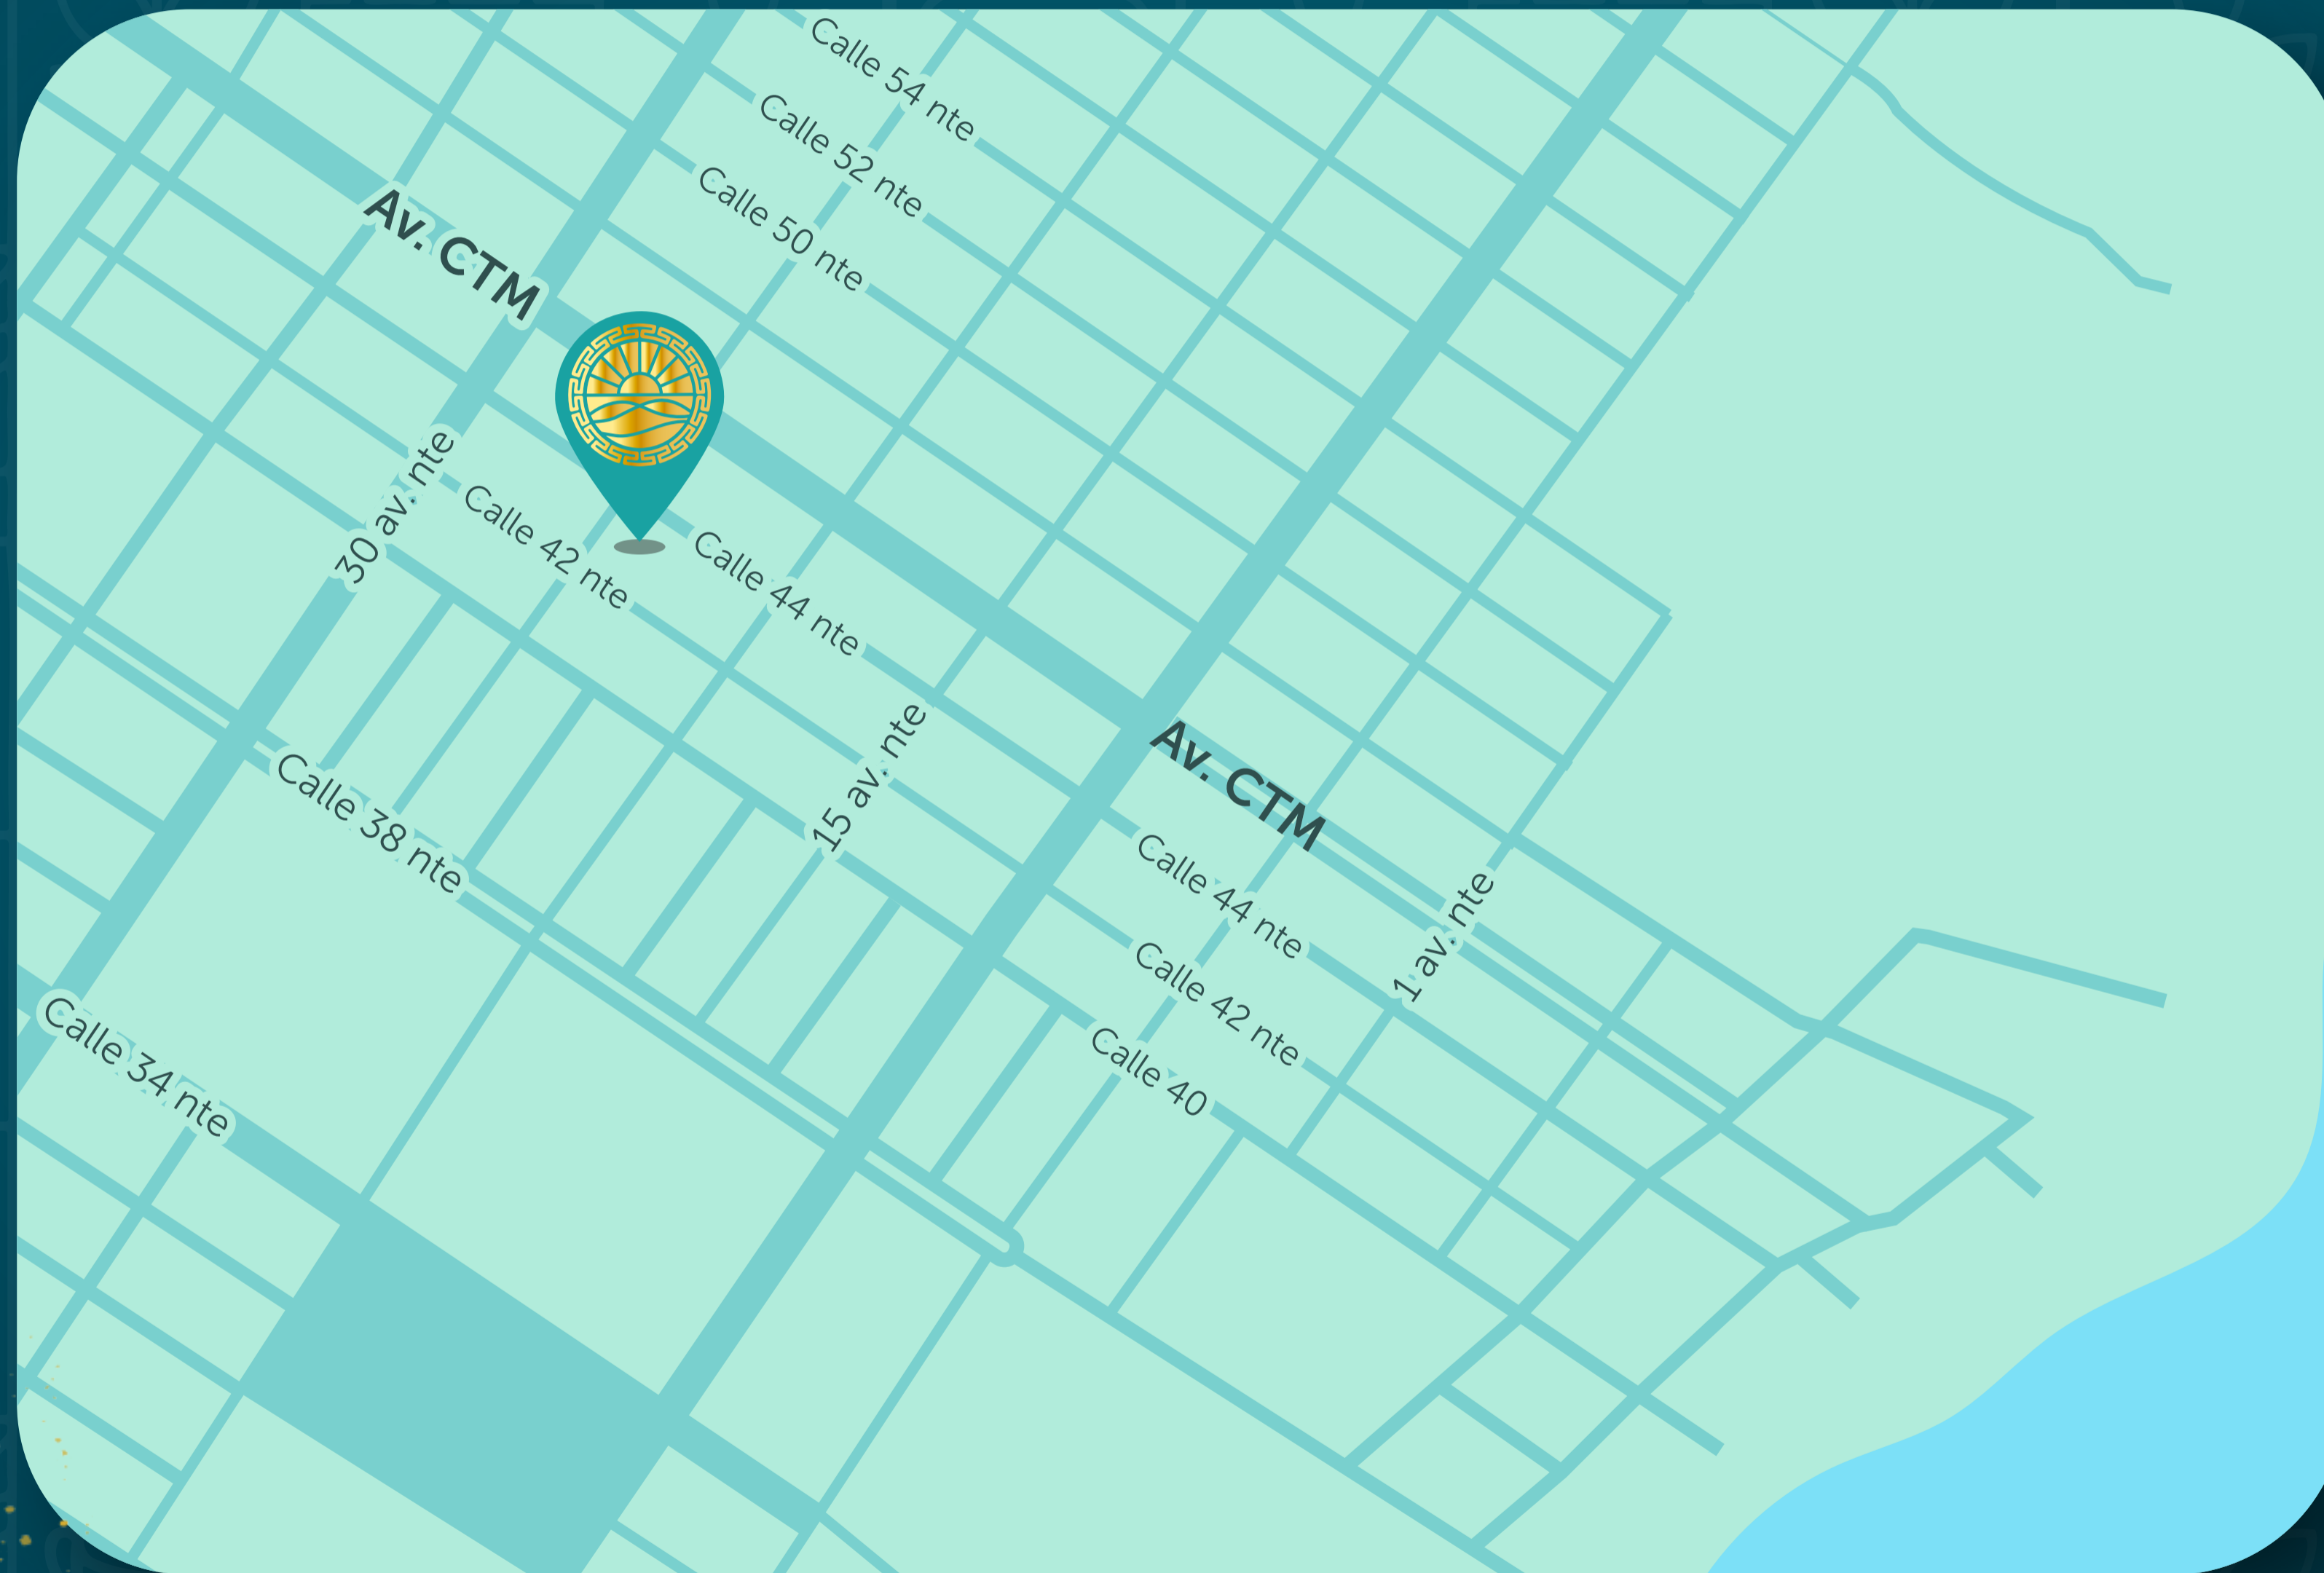 Calle 54 nte
Calle 52 nte
Calle 50 nte
Av. CTM
30 av. nte
Calle 42 nte
Calle 44 nte
15 av. nte
Av. CTM
Calle 38 nte
Calle 44 nte
1 av. nte
Calle 42 nte
Calle 34 nte
Calle 40